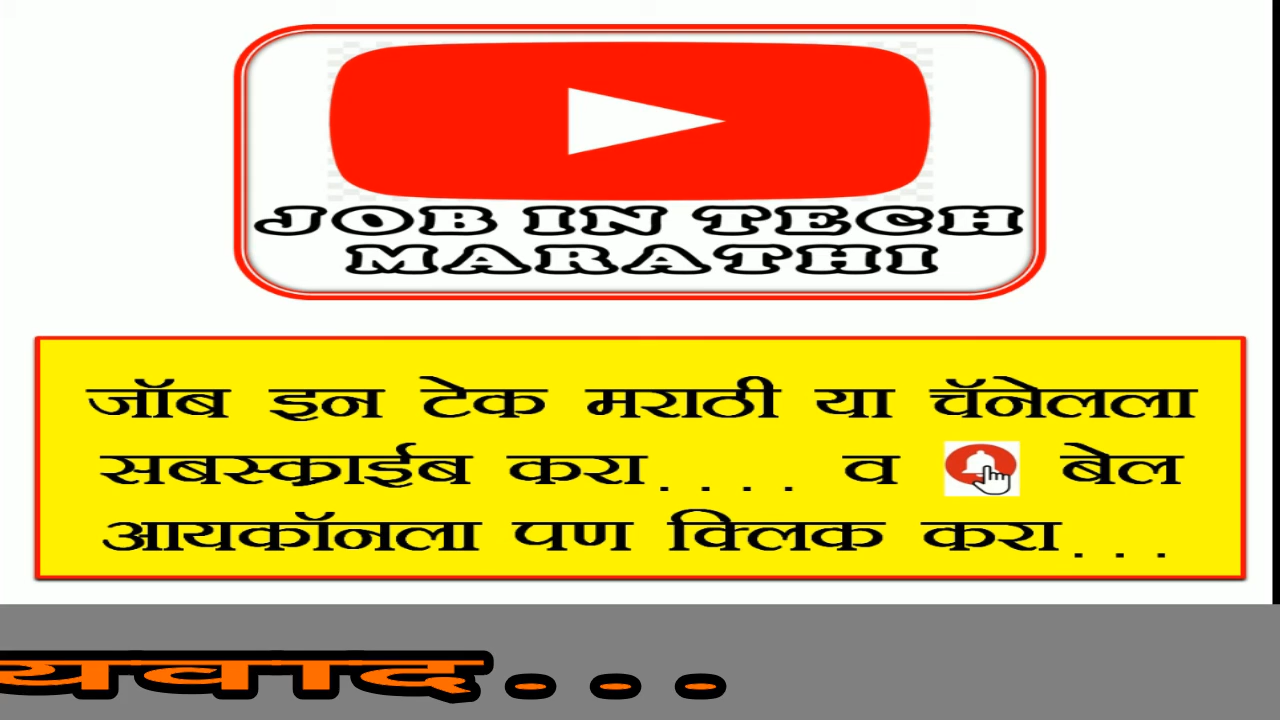 JOB IN TECH
MARATHI
जॉब इन टेक मराठी या चॅनेलला
सबस्क्राईब करा.... व बेल
आयकॉनला पण क्लिक करा...
यवाद...